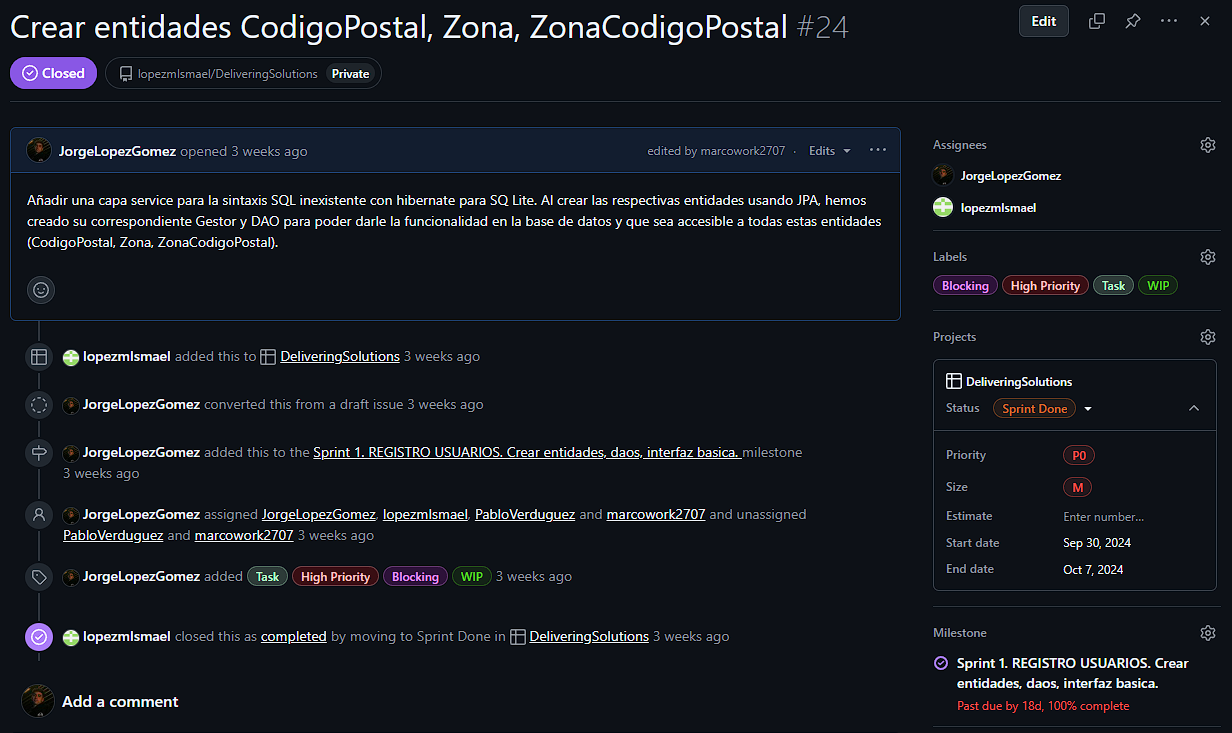 Crear entidades CodigoPostal, Zona, ZonaCodigoPostal #24
Edit
Closed
lopezmIsmael/DeliveringSolutions
Private
JorgeLopezGomez opened 3 weeks ago
edited by marcowork2707 · Edits
Añadir una capa service para la sintaxis SQL inexistente con hibernate para SQ Lite. Al crear las respectivas entidades usando JPA, hemos
creado su correspondiente Gestor y DAO para poder darle la funcionalidad en la base de datos y que sea accesible a todas estas entidades
(CodigoPostal, Zona, ZonaCodigoPostal).
lopezmIsmael added this to DeliveringSolutions 3 weeks ago
JorgeLopezGomez converted this from a draft issue 3 weeks ago
JorgeLopezGomez added this to the Sprint 1. REGISTRO USUARIOS. Crear entidades, daos, interfaz basica. milestone
3 weeks ago
JorgeLopezGomez assigned JorgeLopezGomez, lopezmIsmael, PabloVerduguez and marcowork2707 and unassigned
PabloVerduguez and marcowork2707 3 weeks ago
JorgeLopezGomez added Task High Priority Blocking WIP 3 weeks ago
lopezmIsmael closed this as completed by moving to Sprint Done in DeliveringSolutions 3 weeks ago
Add a comment
Assignees
JorgeLopezGomez
lopezmIsmael
Labels
Blocking High Priority Task WIP
Projects
DeliveringSolutions
Status Sprint Done
Priority P0
Size M
Estimate Enter number...
Start date Sep 30, 2024
End date Oct 7, 2024
Milestone
Sprint 1. REGISTRO USUARIOS. Crear
entidades, daos, interfaz basica.
Past due by 18d, 100% complete